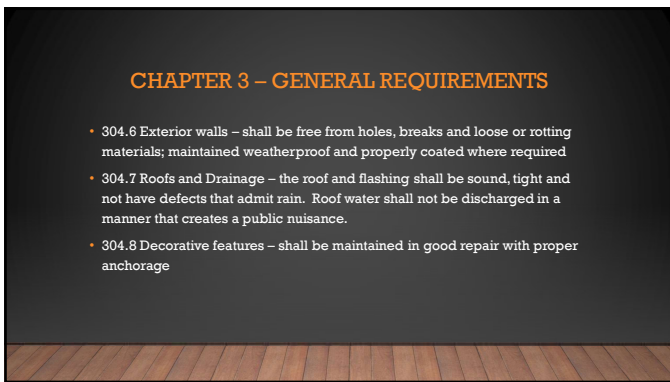 CHAPTER 3 – GENERAL REQUIREMENTS
• 304.6 Exterior walls – shall be free from holes, breaks and loose or rotting
materials; maintained weatherproof and properly coated where required
• 304.7 Roofs and Drainage – the roof and flashing shall be sound, tight and
not have defects that admit rain.  Roof water shall not be discharged in a
manner that creates a public nuisance.
• 304.8 Decorative features – shall be maintained in good repair with proper
anchorage